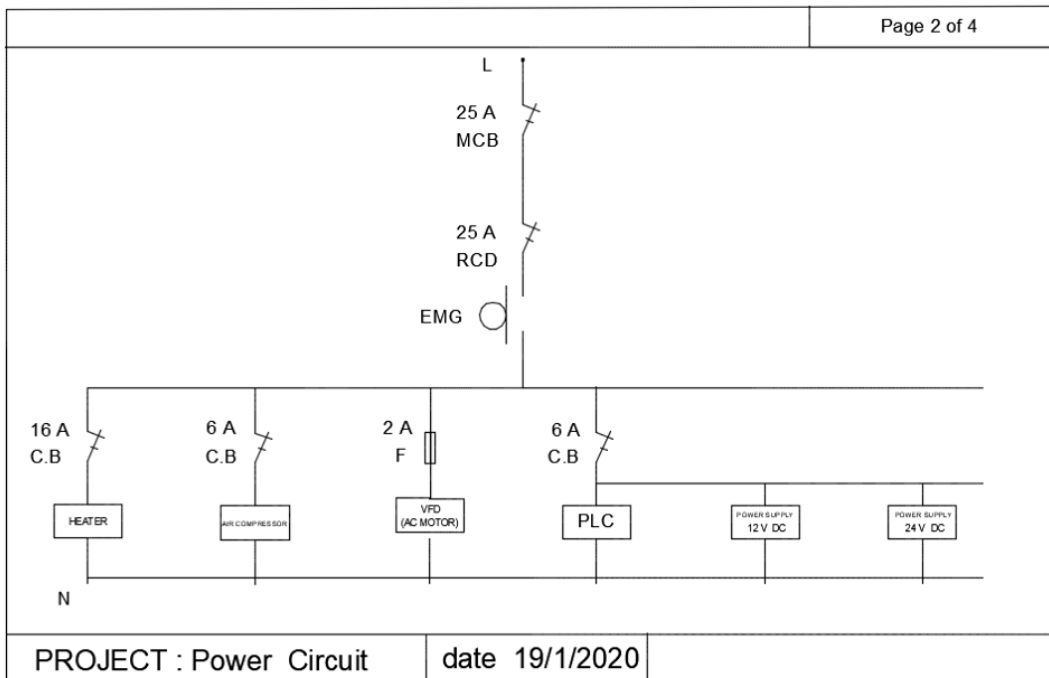 Page 2 of 4
L
25 A
MCB
25 A
RCD
EMG
16 A
C.B
6 A
C.B
2 A
F
6 A
C.B
HEATER
AIR COMPRESSOR
VFD
(AC MOTOR)
PLC
POWER SUPPLY
12 V DC
POWER SUPPLY
24 V DC
N
PROJECT : Power Circuit
date 19/1/2020